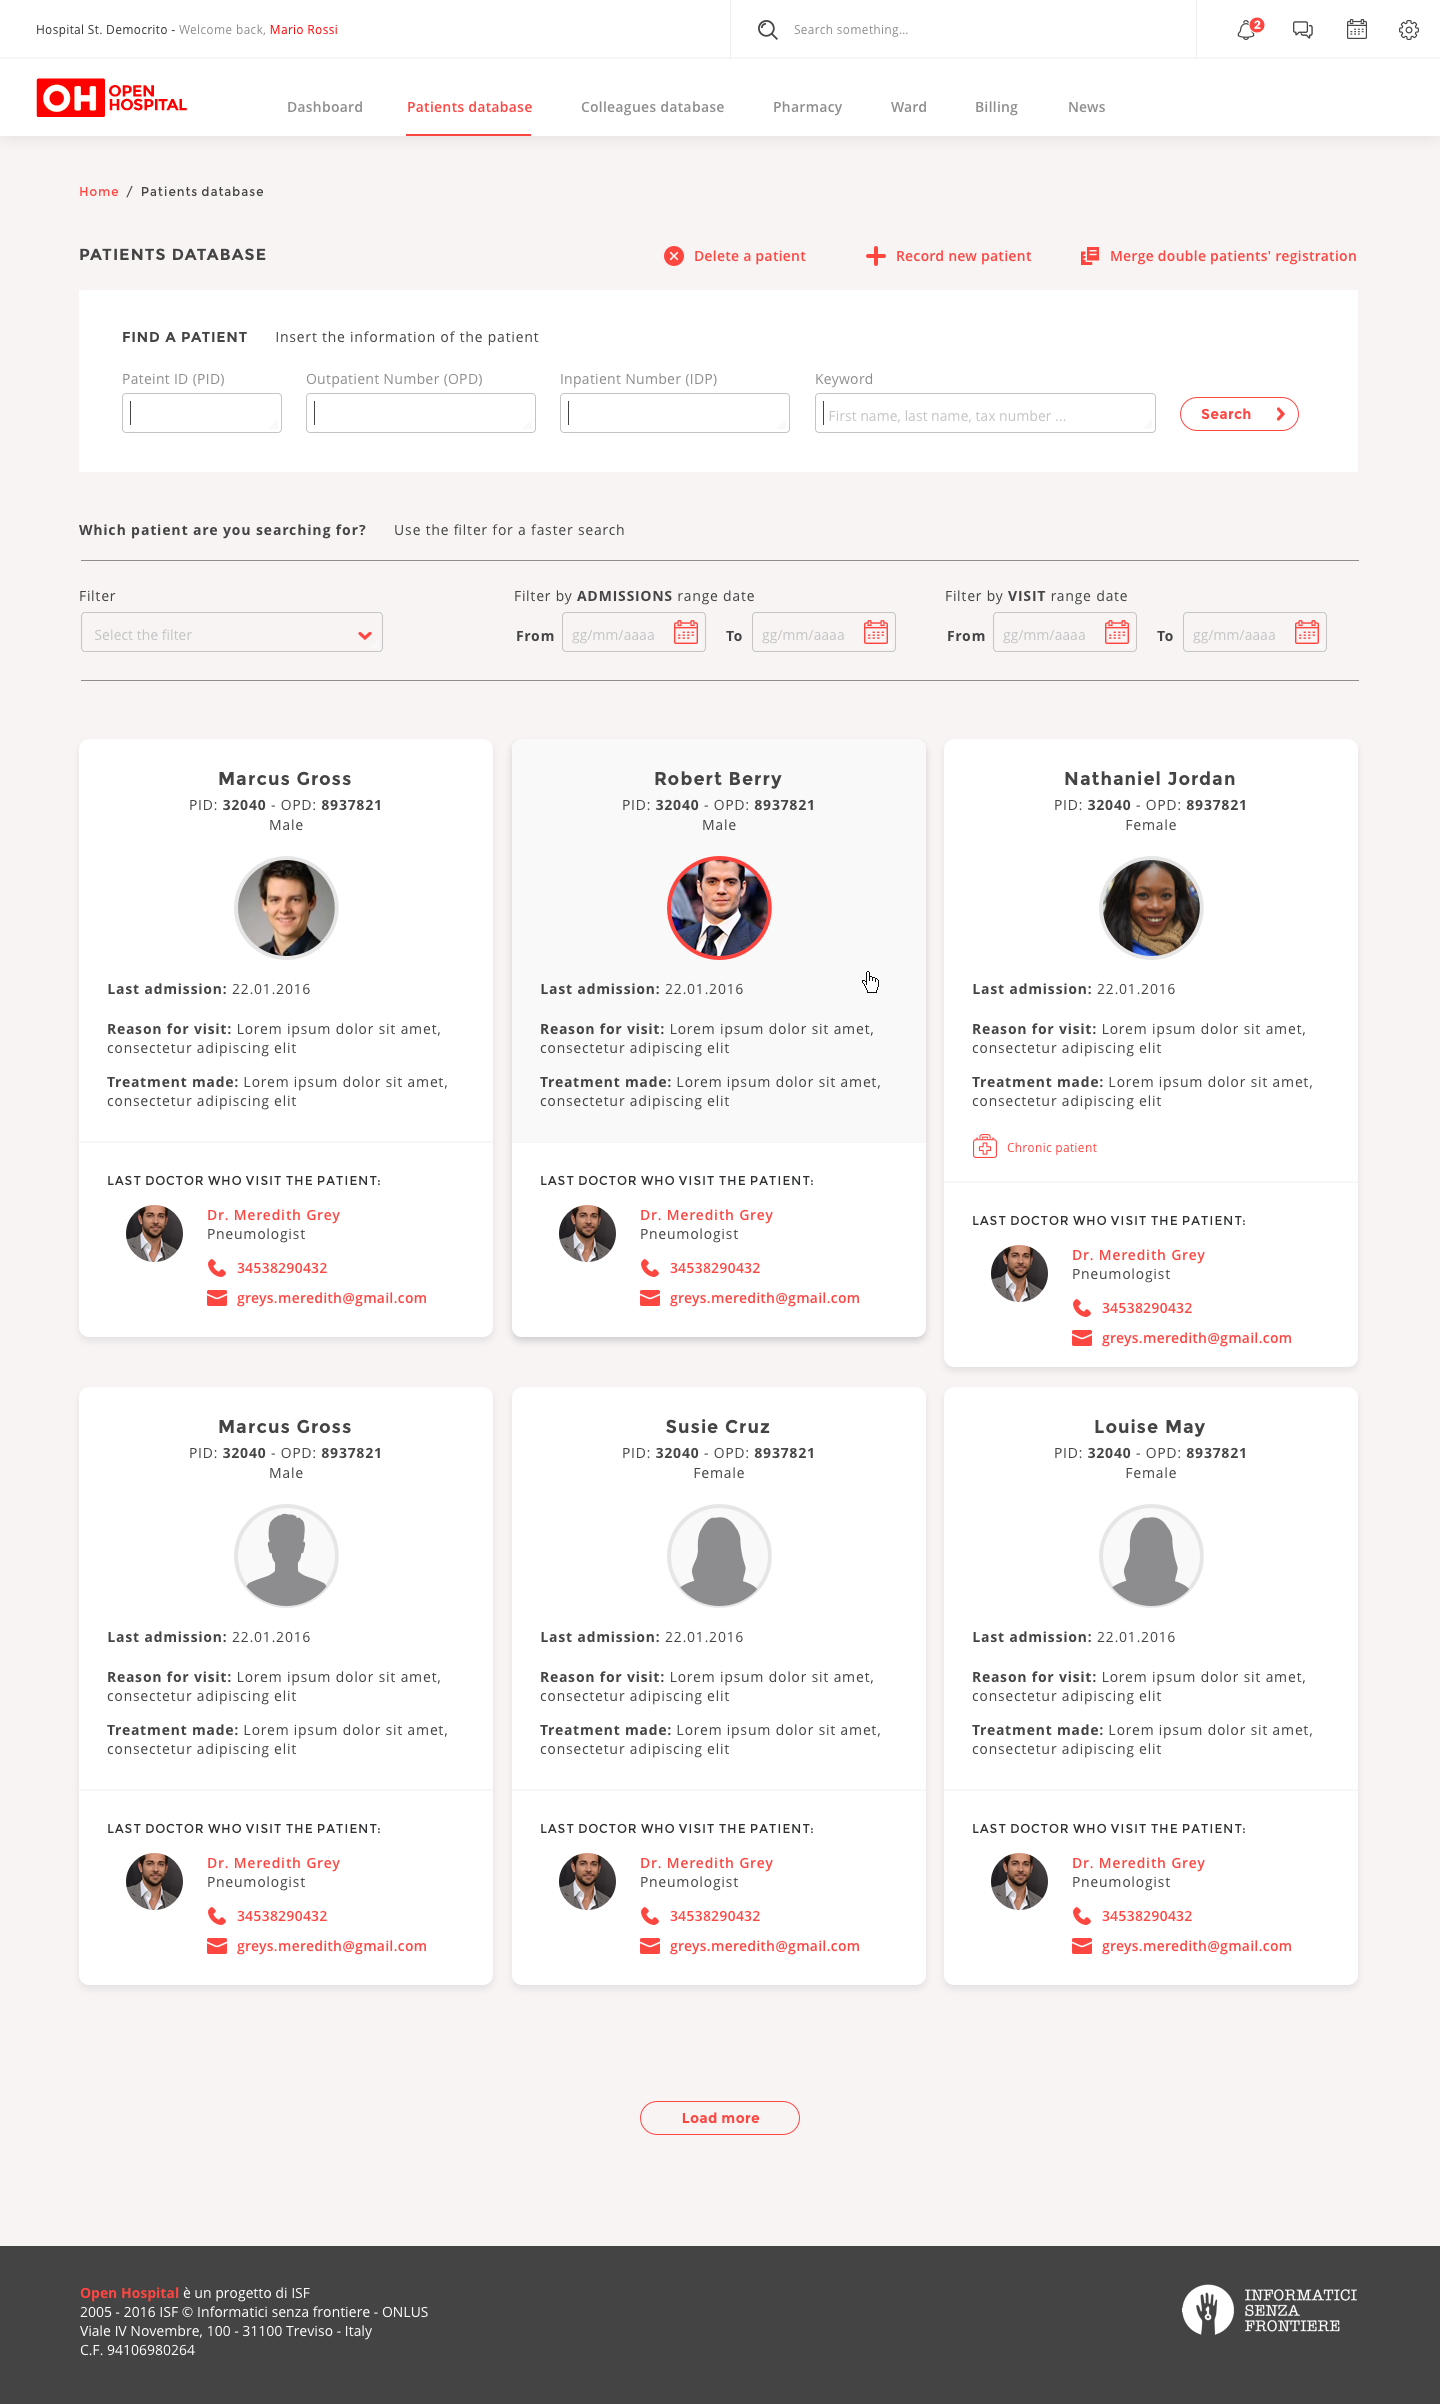 Hospital St. Democrito - Welcome back, Mario Rossi
Search something...
2
OH OPEN HOSPITAL
Dashboard Patients database Colleagues database Pharmacy Ward Billing News
Home / Patients database
PATIENTS DATABASE
Delete a patient Record new patient Merge double patients' registration
FIND A PATIENT Insert the information of the patient
Pateint ID (PID) Outpatient Number (OPD) Inpatient Number (IDP) Keyword
First name, last name, tax number ...
Search
Which patient are you searching for? Use the filter for a faster search
Filter Filter by ADMISSIONS range date Filter by VISIT range date
Select the filter From gg/mm/aaaa To gg/mm/aaaa From gg/mm/aaaa To gg/mm/aaaa
Marcus Gross
PID: 32040 - OPD: 8937821
Male
Last admission: 22.01.2016
Reason for visit: Lorem ipsum dolor sit amet,
consectetur adipiscing elit
Treatment made: Lorem ipsum dolor sit amet,
consectetur adipiscing elit
LAST DOCTOR WHO VISIT THE PATIENT:
Dr. Meredith Grey
Pneumologist
34538290432
greys.meredith@gmail.com
Robert Berry
PID: 32040 - OPD: 8937821
Male
Last admission: 22.01.2016
Reason for visit: Lorem ipsum dolor sit amet,
consectetur adipiscing elit
Treatment made: Lorem ipsum dolor sit amet,
consectetur adipiscing elit
LAST DOCTOR WHO VISIT THE PATIENT:
Dr. Meredith Grey
Pneumologist
34538290432
greys.meredith@gmail.com
Nathaniel Jordan
PID: 32040 - OPD: 8937821
Female
Last admission: 22.01.2016
Reason for visit: Lorem ipsum dolor sit amet,
consectetur adipiscing elit
Treatment made: Lorem ipsum dolor sit amet,
consectetur adipiscing elit
Chronic patient
LAST DOCTOR WHO VISIT THE PATIENT:
Dr. Meredith Grey
Pneumologist
34538290432
greys.meredith@gmail.com
Marcus Gross
PID: 32040 - OPD: 8937821
Male
Last admission: 22.01.2016
Reason for visit: Lorem ipsum dolor sit amet,
consectetur adipiscing elit
Treatment made: Lorem ipsum dolor sit amet,
consectetur adipiscing elit
LAST DOCTOR WHO VISIT THE PATIENT:
Dr. Meredith Grey
Pneumologist
34538290432
greys.meredith@gmail.com
Susie Cruz
PID: 32040 - OPD: 8937821
Female
Last admission: 22.01.2016
Reason for visit: Lorem ipsum dolor sit amet,
consectetur adipiscing elit
Treatment made: Lorem ipsum dolor sit amet,
consectetur adipiscing elit
LAST DOCTOR WHO VISIT THE PATIENT:
Dr. Meredith Grey
Pneumologist
34538290432
greys.meredith@gmail.com
Louise May
PID: 32040 - OPD: 8937821
Female
Last admission: 22.01.2016
Reason for visit: Lorem ipsum dolor sit amet,
consectetur adipiscing elit
Treatment made: Lorem ipsum dolor sit amet,
consectetur adipiscing elit
LAST DOCTOR WHO VISIT THE PATIENT:
Dr. Meredith Grey
Pneumologist
34538290432
greys.meredith@gmail.com
Load more
Open Hospital è un progetto di ISF
2005 - 2016 ISF © Informatici senza frontiere - ONLUS
Viale IV Novembre, 100 - 31100 Treviso - Italy
C.F. 94106980264
INFORMATICI
SENZA
FRONTIERE